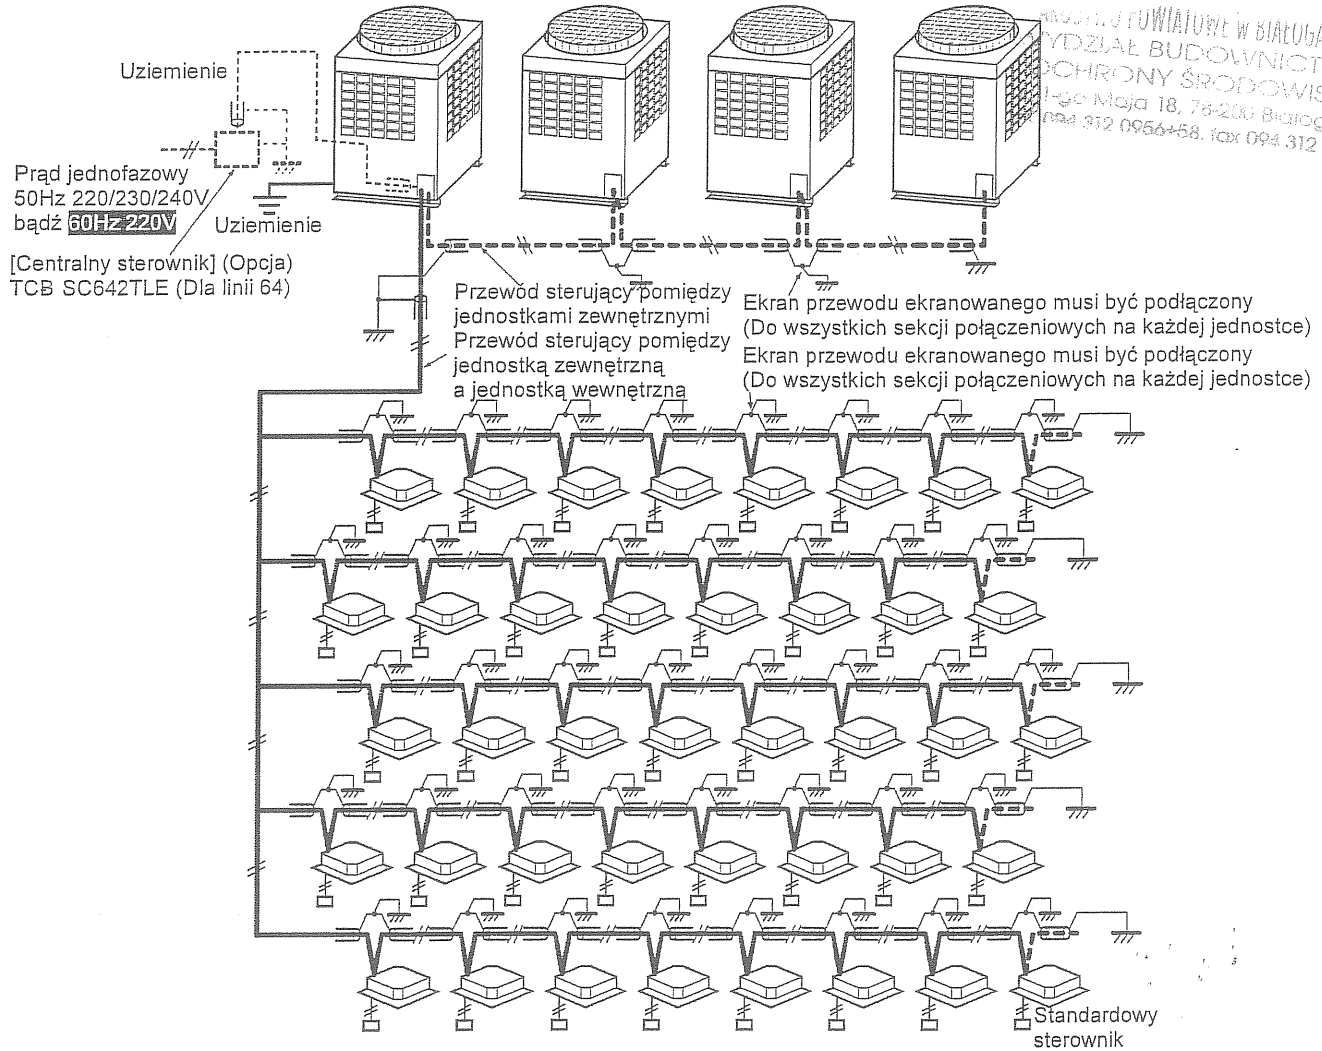 POWIATOWE W
WYDZIAŁ
OCHRONY
1-go Maja 18, 78-200
094 312 0956+58, fax 094 312
Uziemienie
Prąd jednofazowy
50Hz 220/230/240V
bądź 60Hz 220V
Uziemienie
[Centralny sterownik] (Opcja)
TCB SC642TLE (Dla linii 64)
Przewód sterujący pomiędzy
jednostkami zewnętrznymi
Przewód sterujący pomiędzy
jednostką zewnętrzną
a jednostką wewnętrzną
Ekran przewodu ekranowanego musi być podłączony
(Do wszystkich sekcji połączeniowych na każdej jednostce)
Ekran przewodu ekranowanego musi być podłączony
(Do wszystkich sekcji połączeniowych na każdej jednostce)
Standardowy
sterownik